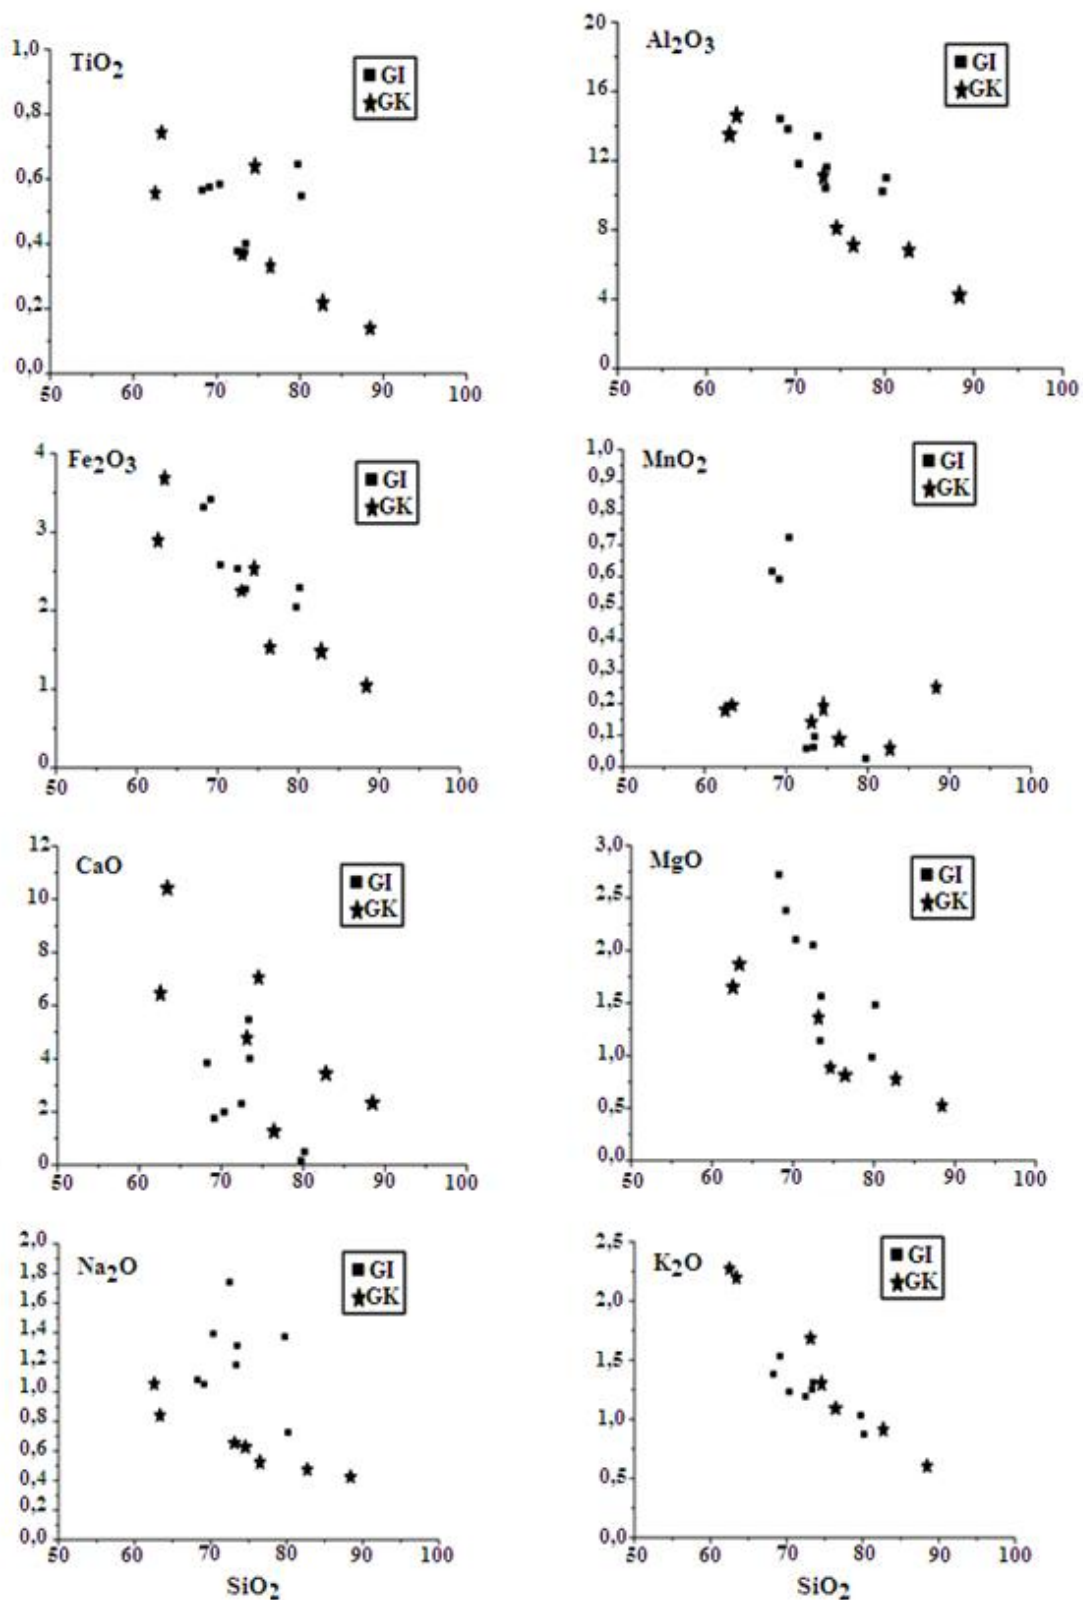 1,0
0,8
0,6
0,4
0,2
0,0
TiO2
GI
GK
50 60 70 80 90 100
20
16
12
8
4
0
Al2O3
GI
GK
50 60 70 80 90 100
4
3
2
1
0
Fe2O3
GI
GK
50 60 70 80 90 100
1,0
0,9
0,8
0,7
0,6
0,5
0,4
0,3
0,2
0,1
0,0
MnO2
GI
GK
50 60 70 80 90 100
12
10
8
6
4
2
0
CaO
GI
GK
50 60 70 80 90 100
3,0
2,5
2,0
1,5
1,0
0,5
0,0
MgO
GI
GK
50 60 70 80 90 100
2,0
1,8
1,6
1,4
1,2
1,0
0,8
0,6
0,4
0,2
0,0
Na2O
GI
GK
50 60 70 80 90 100
SiO2
2,5
2,0
1,5
1,0
0,5
0,0
K2O
GI
GK
50 60 70 80 90 100
SiO2